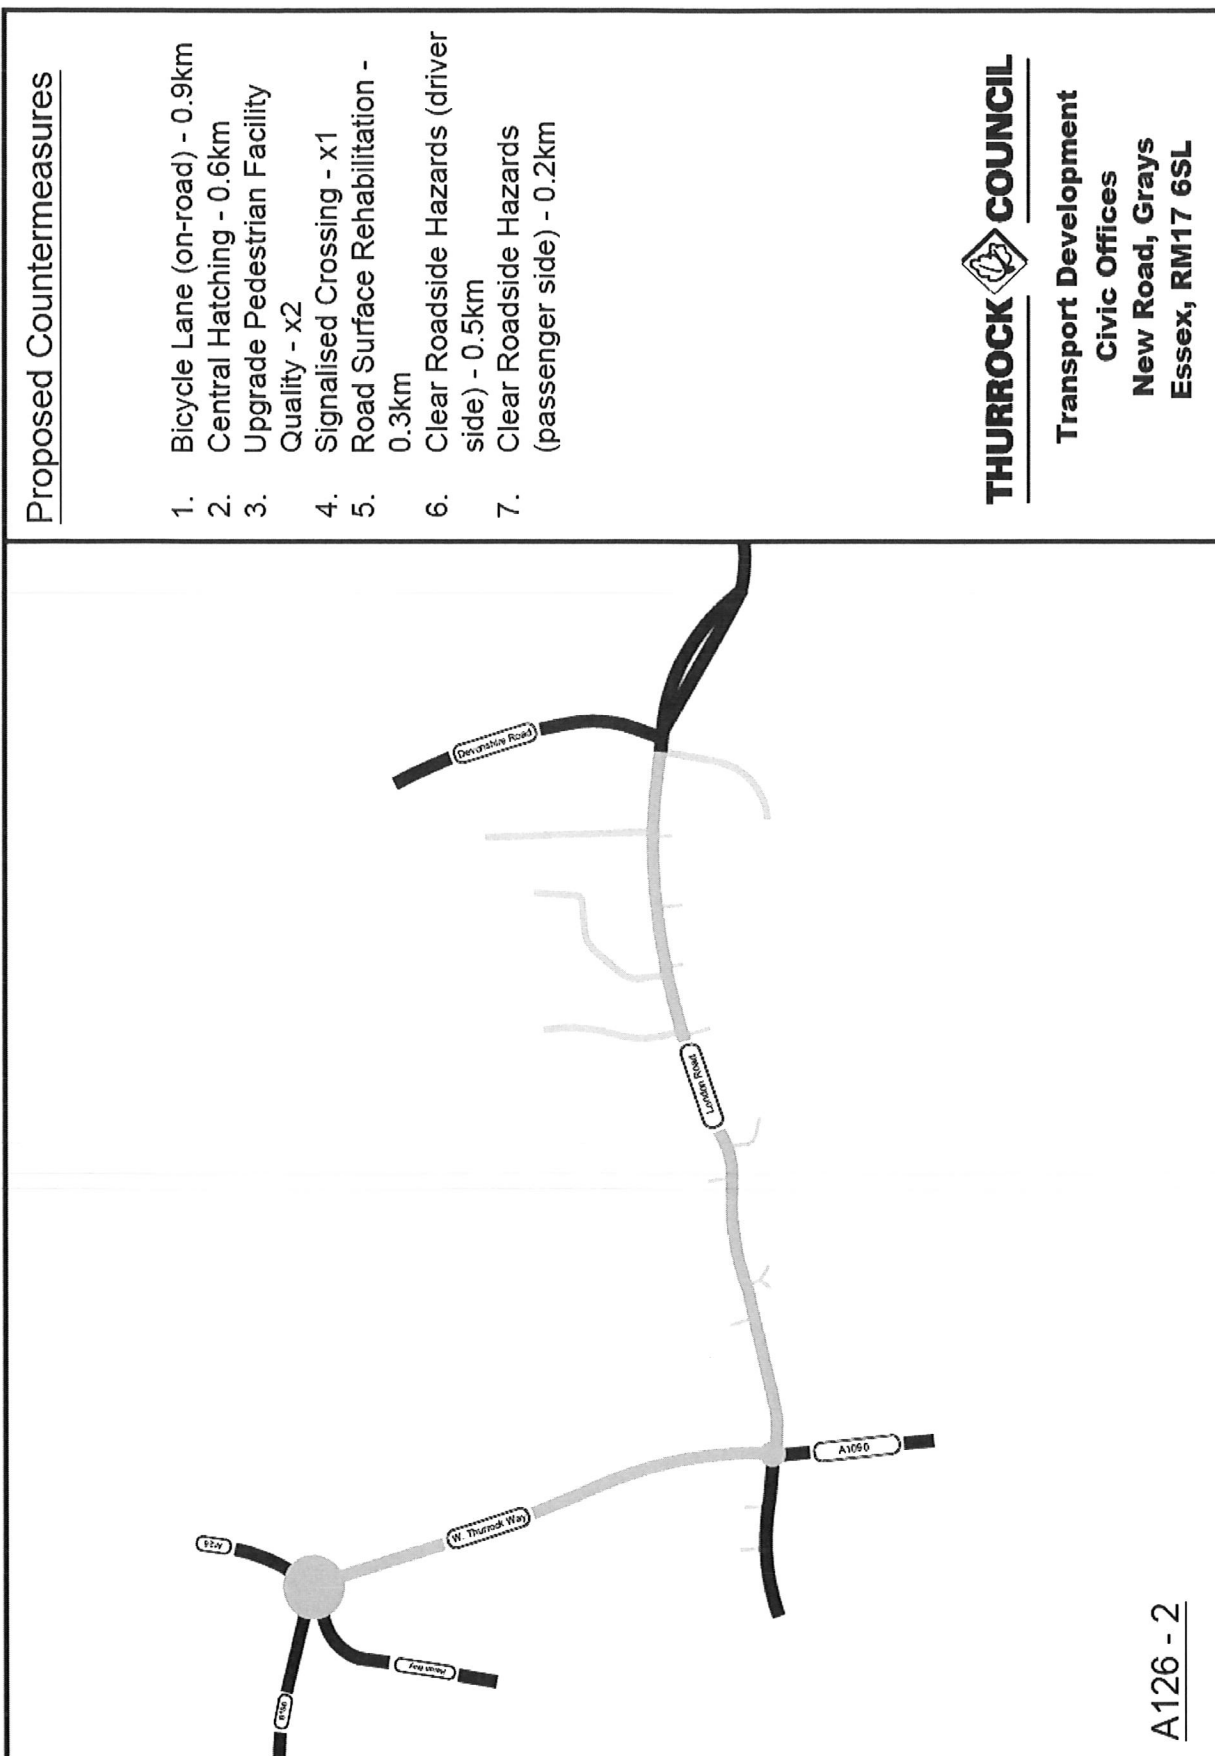 Proposed Countermeasures
1. Bicycle Lane (on-road) - 0.9km
2. Central Hatching - 0.6km
3. Upgrade Pedestrian Facility
Quality - x2
4. Signalised Crossing - x1
5. Road Surface Rehabilitation -
0.3km
6. Clear Roadside Hazards (driver
side) - 0.5km
7. Clear Roadside Hazards
(passenger side) - 0.2km
THURROCK COUNCIL
Transport Development
Civic Offices
New Road, Grays
Essex, RM17 6SL
A126
W. Thurrock Way
A1090
London Road
Devonshire Road
A126 - 2